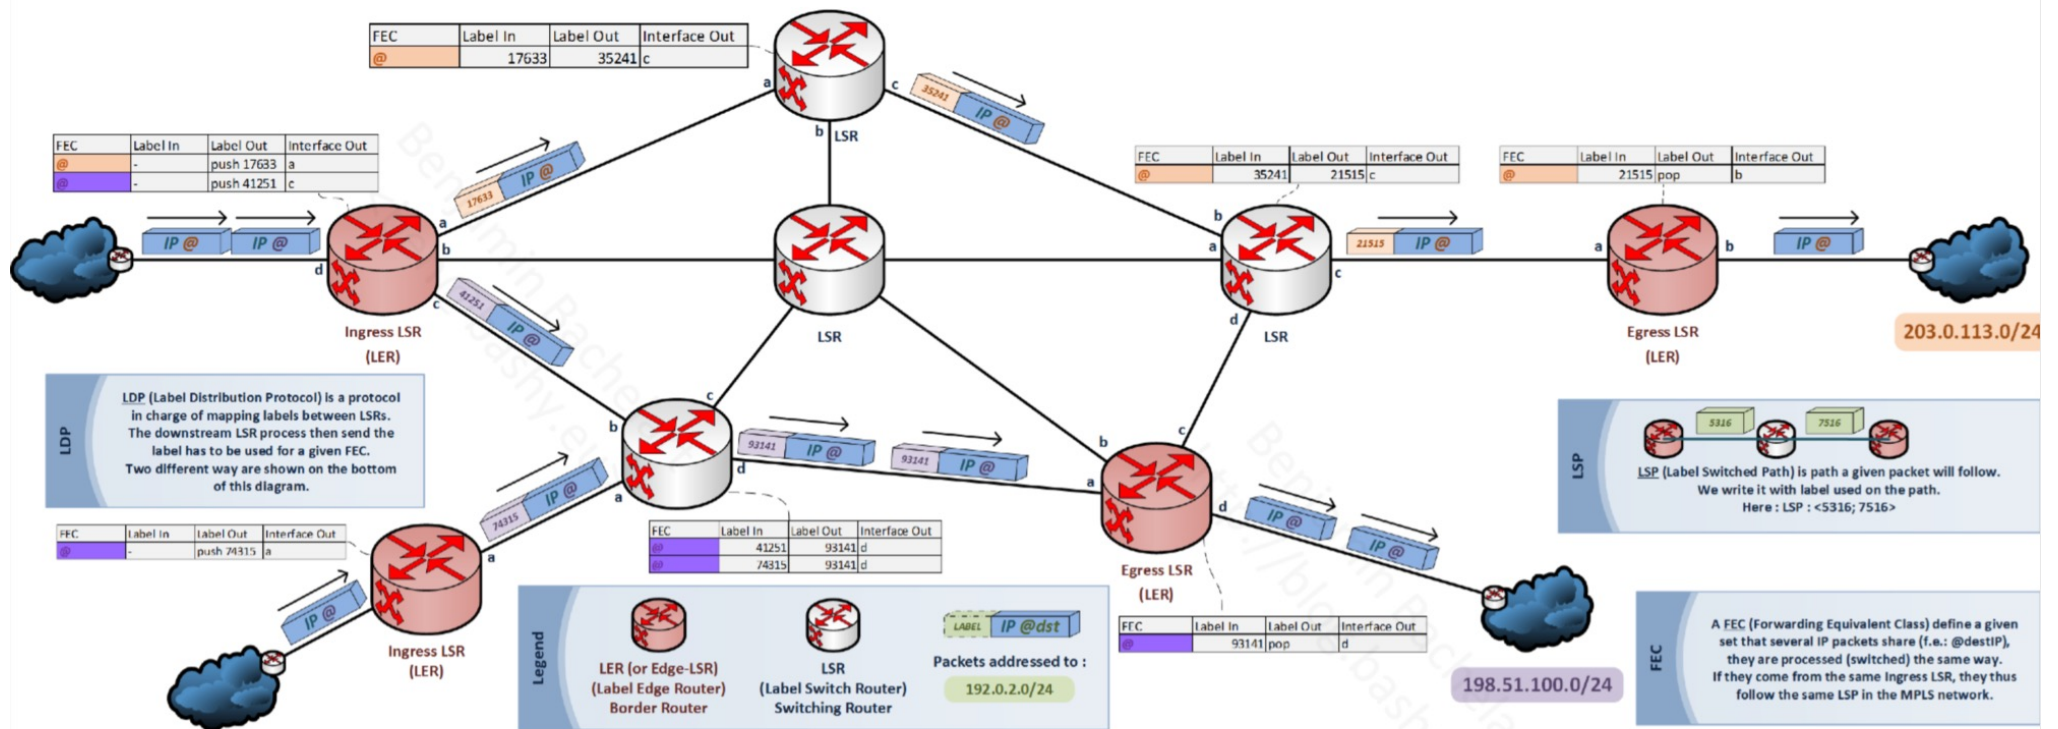 FEC Label In Label Out Interface Out
@ 17633 35241 c
a
c
b
LSR
35241 IP @
FEC Label In Label Out Interface Out
@ - push 17633 a
@ - push 41251 c
17633 IP @
IP @ IP @
d
a
b
c
Ingress LSR
(LER)
41251 IP @
LSR
FEC Label In Label Out Interface Out
@ 35241 21515 c
b
a
c
d
LSR
21515 IP @
FEC Label In Label Out Interface Out
@ 21515 pop b
a
b
Egress LSR
(LER)
IP @
203.0.113.0/24
LDP
LDP (Label Distribution Protocol) is a protocol
in charge of mapping labels between LSRs.
The downstream LSR process then send the
label has to be used for a given FEC.
Two different way are shown on the bottom
of this diagram.
c
b
d
a
93141 IP @
93141 IP @
74315 IP @
FEC Label In Label Out Interface Out
@ - push 74315 a
a
IP @
Ingress LSR
(LER)
FEC Label In Label Out Interface Out
@ 41251 93141 d
@ 74315 93141 d
c
b
a
d
Egress LSR
(LER)
IP @
IP @
FEC Label In Label Out Interface Out
@ 93141 pop d
198.51.100.0/24
LSP
5316 7516
LSP (Label Switched Path) is path a given packet will follow.
We write it with label used on the path.
Here : LSP : <5316; 7516>
Legend
LER (or Edge-LSR)
(Label Edge Router)
Border Router
LSR
(Label Switch Router)
Switching Router
LABEL IP @dst
Packets addressed to :
192.0.2.0/24
FEC
A FEC (Forwarding Equivalent Class) define a given
set that several IP packets share (f.e.: @destIP),
they are processed (switched) the same way.
If they come from the same Ingress LSR, they thus
follow the same LSP in the MPLS network.